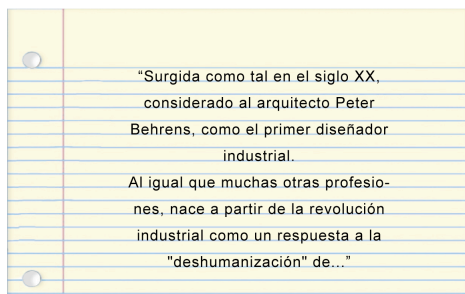 “Surgida como tal en el siglo XX,
considerado al arquitecto Peter
Behrens, como el primer diseñador
industrial.
Al igual que muchas otras profesio-
nes, nace a partir de la revolución
industrial como un respuesta a la
"deshumanización" de...”